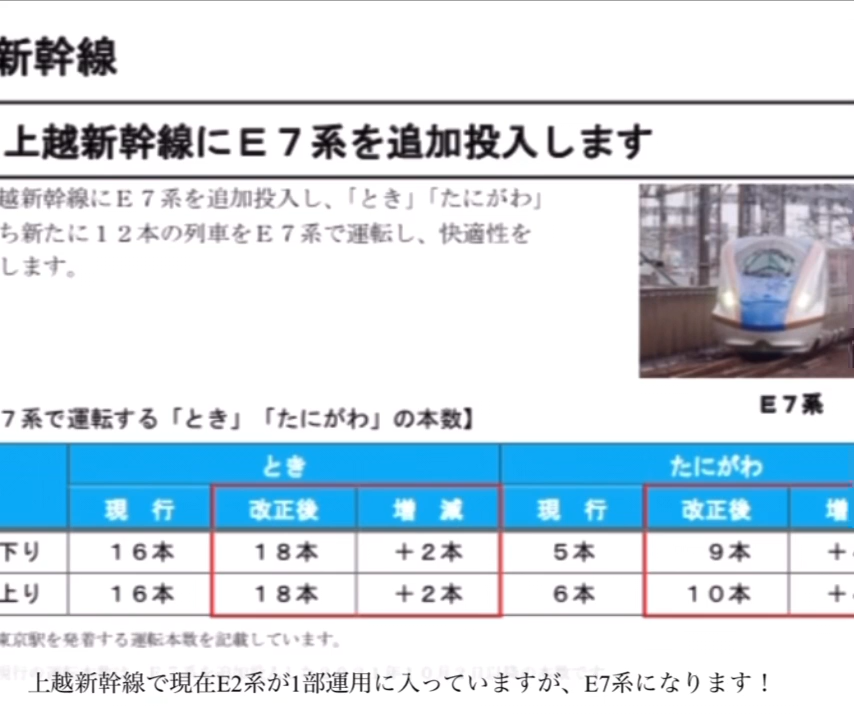 新幹線
上越新幹線にE7系を追加投入します
越新幹線にE7系を追加投入し、「とき」「たにがわ」
ち新たに12本の列車をE7系で運転し、快適性を
します。
E7系
7系で運転する「とき」「たにがわ」の本数】
とき たにがわ
現 行 改正後 増 減 現 行 改正後 増
下り 16本 18本 +2本 5本 9本 +
上り 16本 18本 +2本 6本 10本 +
東京駅を発着する運転本数を記載しています。
上越新幹線で現在E2系が1部運用に入っていますが、E7系になります！